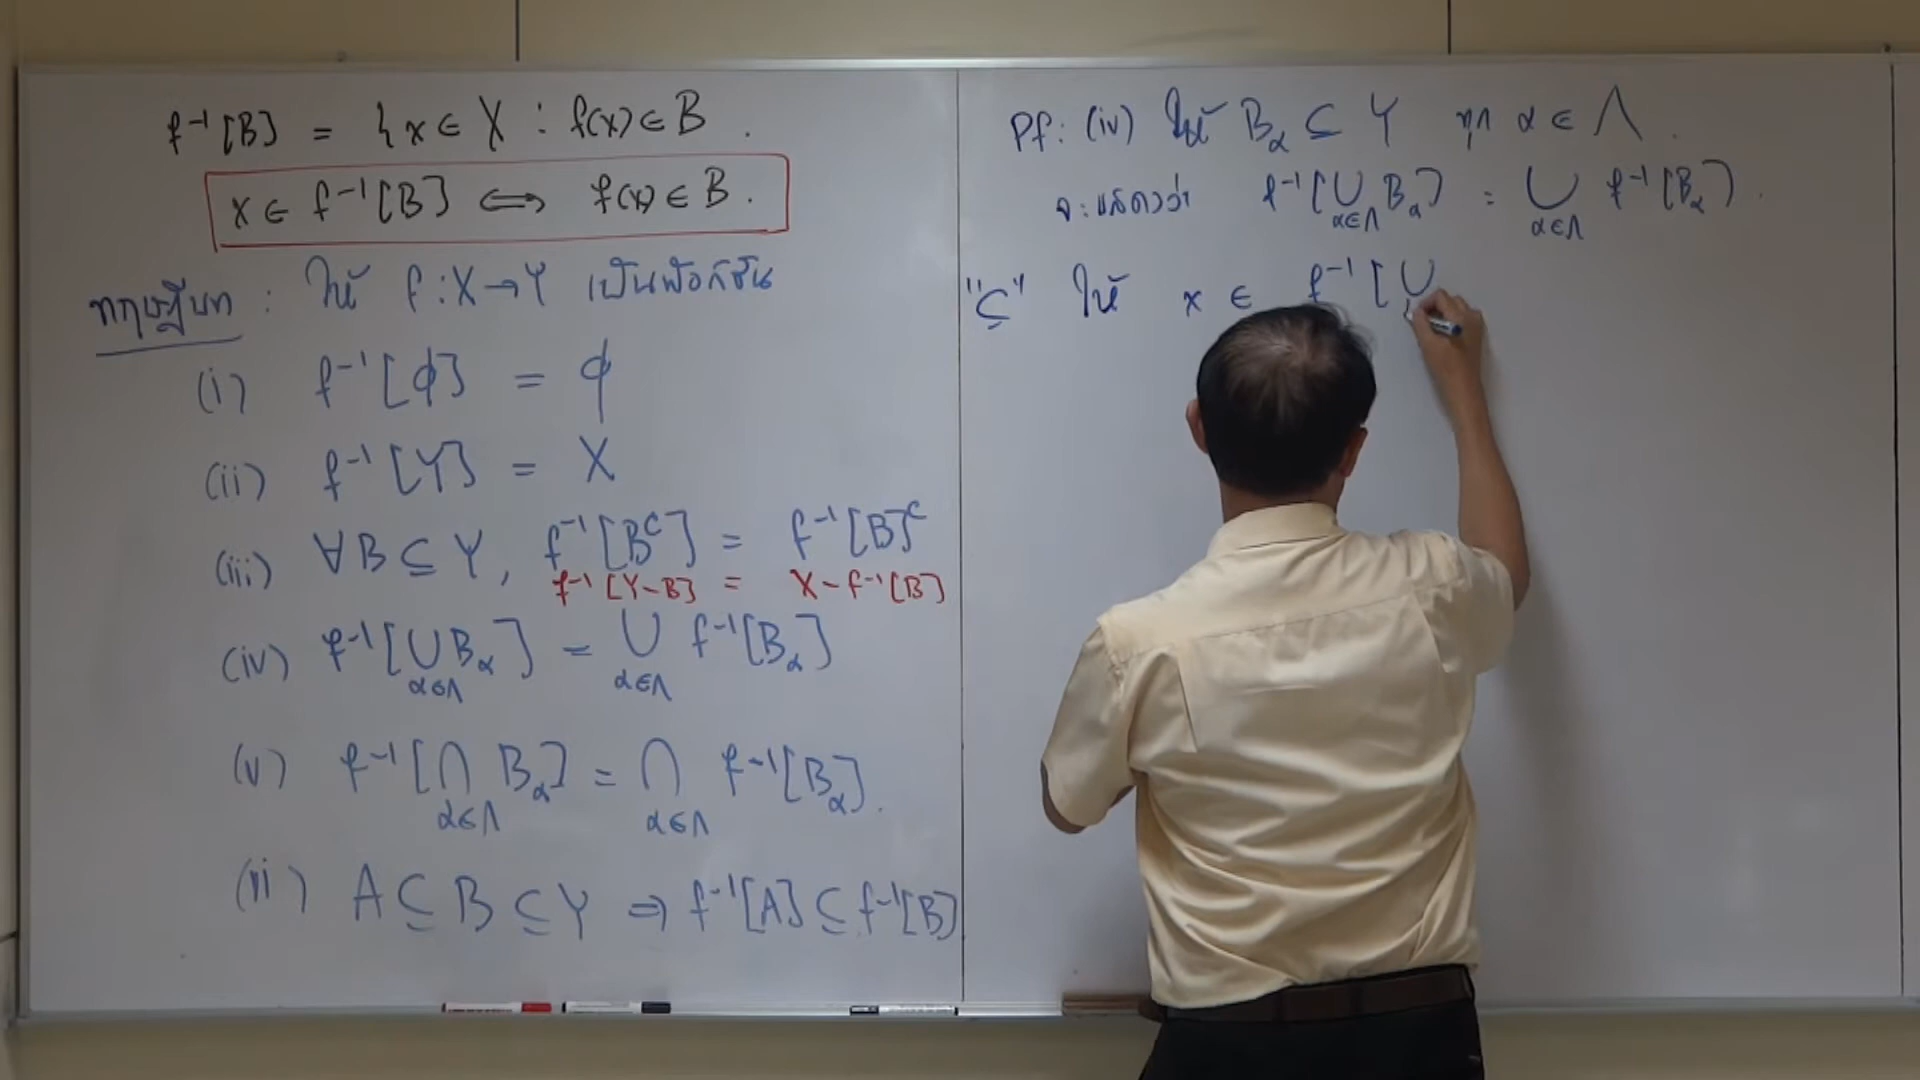 f⁻¹[B] = {x ∈ X : f(x) ∈ B .
x ∈ f⁻¹[B] ⟺ f(x) ∈ B .
ทฤษฎีบท : ให้ f : X → Y เป็นฟังก์ชัน
(i) f⁻¹[ϕ] = ϕ
(ii) f⁻¹[Y] = X
(iii) ∀B ⊆ Y, f⁻¹[Bᶜ] = f⁻¹[B]ᶜ
f⁻¹[Y-B] = X-f⁻¹[B]
(iv) f⁻¹[∪_{α∈Λ} B_α] = ∪_{α∈Λ} f⁻¹[B_α]
(v) f⁻¹[∩_{α∈Λ} B_α] = ∩_{α∈Λ} f⁻¹[B_α] .
(vi) A ⊆ B ⊆ Y ⇒ f⁻¹[A] ⊆ f⁻¹[B]
Pf: (iv) ให้ B_α ⊆ Y ทุก α ∈ Λ .
จะแสดงว่า f⁻¹[∪_{α∈Λ} B_α] = ∪_{α∈Λ} f⁻¹[B_α] .
"⊆" ให้ x ∈ f⁻¹[∪